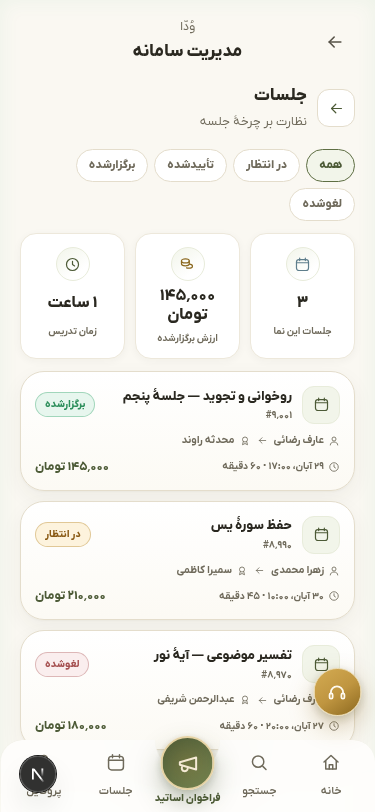 وُدّا
مدیریت سامانه
جلسات
نظارت بر چرخهٔ جلسه
همه
در انتظار
تأییدشده
برگزارشده
لغوشده
۳
جلسات این نما
۱۴۵٬۰۰۰ تومان
ارزش برگزارشده
۱ ساعت
زمان تدریس
روخوانی و تجوید — جلسهٔ پنجم
برگزارشده
#۹٬۰۰۱
عارف رضائی ← محدثه راوند
۲۹ آبان، ۱۷:۰۰ • ۶۰ دقیقه
۱۴۵٬۰۰۰ تومان
حفظ سورهٔ یس
در انتظار
#۸٬۹۹۰
زهرا محمدی ← سمیرا کاظمی
۳۰ آبان، ۱۰:۰۰ • ۴۵ دقیقه
۲۱۰٬۰۰۰ تومان
تفسیر موضوعی — آیهٔ نور
لغوشده
#۸٬۹۷۰
رضائی ← عبدالرحمن شریفی
۲۷ آبان، ۲۰:۰۰ • ۶۰ دقیقه
۱۸۰٬۰۰۰ تومان
خانه
جستجو
فراخوان اساتید
جلسات
N